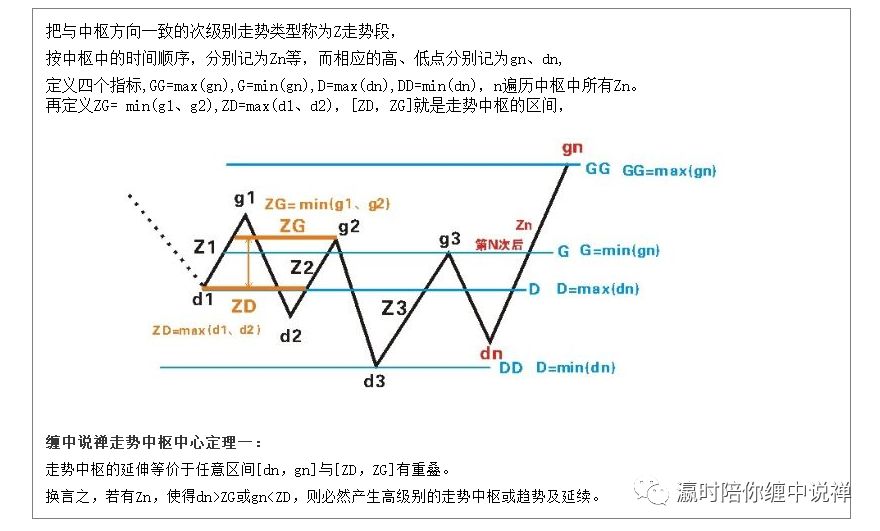 把与中枢方向一致的次级别走势类型称为Z走势段，
按中枢中的时间顺序，分别记为Zn等，而相应的高、低点分别记为gn、dn,
定义四个指标,GG=max(gn),G=min(gn),D=max(dn),DD=min(dn)，n遍历中枢中所有Zn。
再定义ZG= min(g1、g2),ZD=max(d1、d2)，[ZD，ZG]就是走势中枢的区间，
gn
GG GG=max{gn)
g1 ZG= min(g1、g2)
ZG g2
Zn
Z1 g3 第N次后 G G=min{gn)
Z2
d1 ZD D D=max(dn)
Z3
ZD=max(d1、d2)
d2
dn
d3 DD D=min{dn)
缠中说禅走势中枢中心定理一：
走势中枢的延伸等价于任意区间[dn，gn]与[ZD，ZG]有重叠。
换言之，若有Zn，使得dn>ZG或gn<ZD，则必然产生高级别的走势中枢或趋势及延续。
瀛时陪你缠中说禅